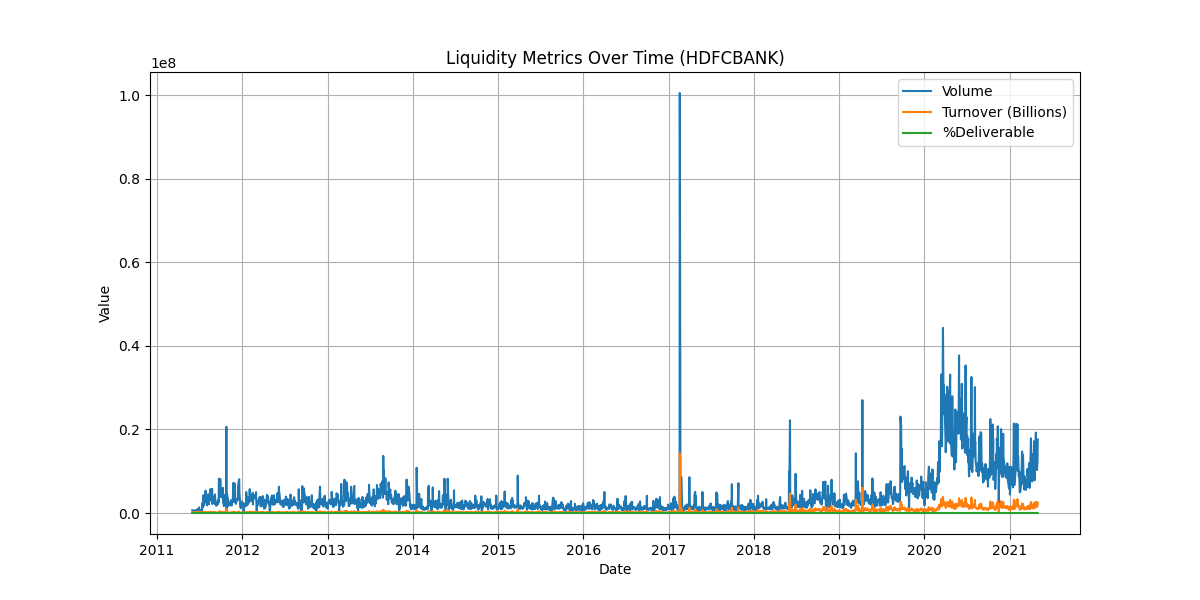 Liquidity Metrics Over Time (HDFCBANK)
1e8
1.0
0.8
0.6
0.4
0.2
0.0
Value
Volume
Turnover (Billions)
%Deliverable
2011 2012 2013 2014 2015 2016 2017 2018 2019 2020 2021
Date